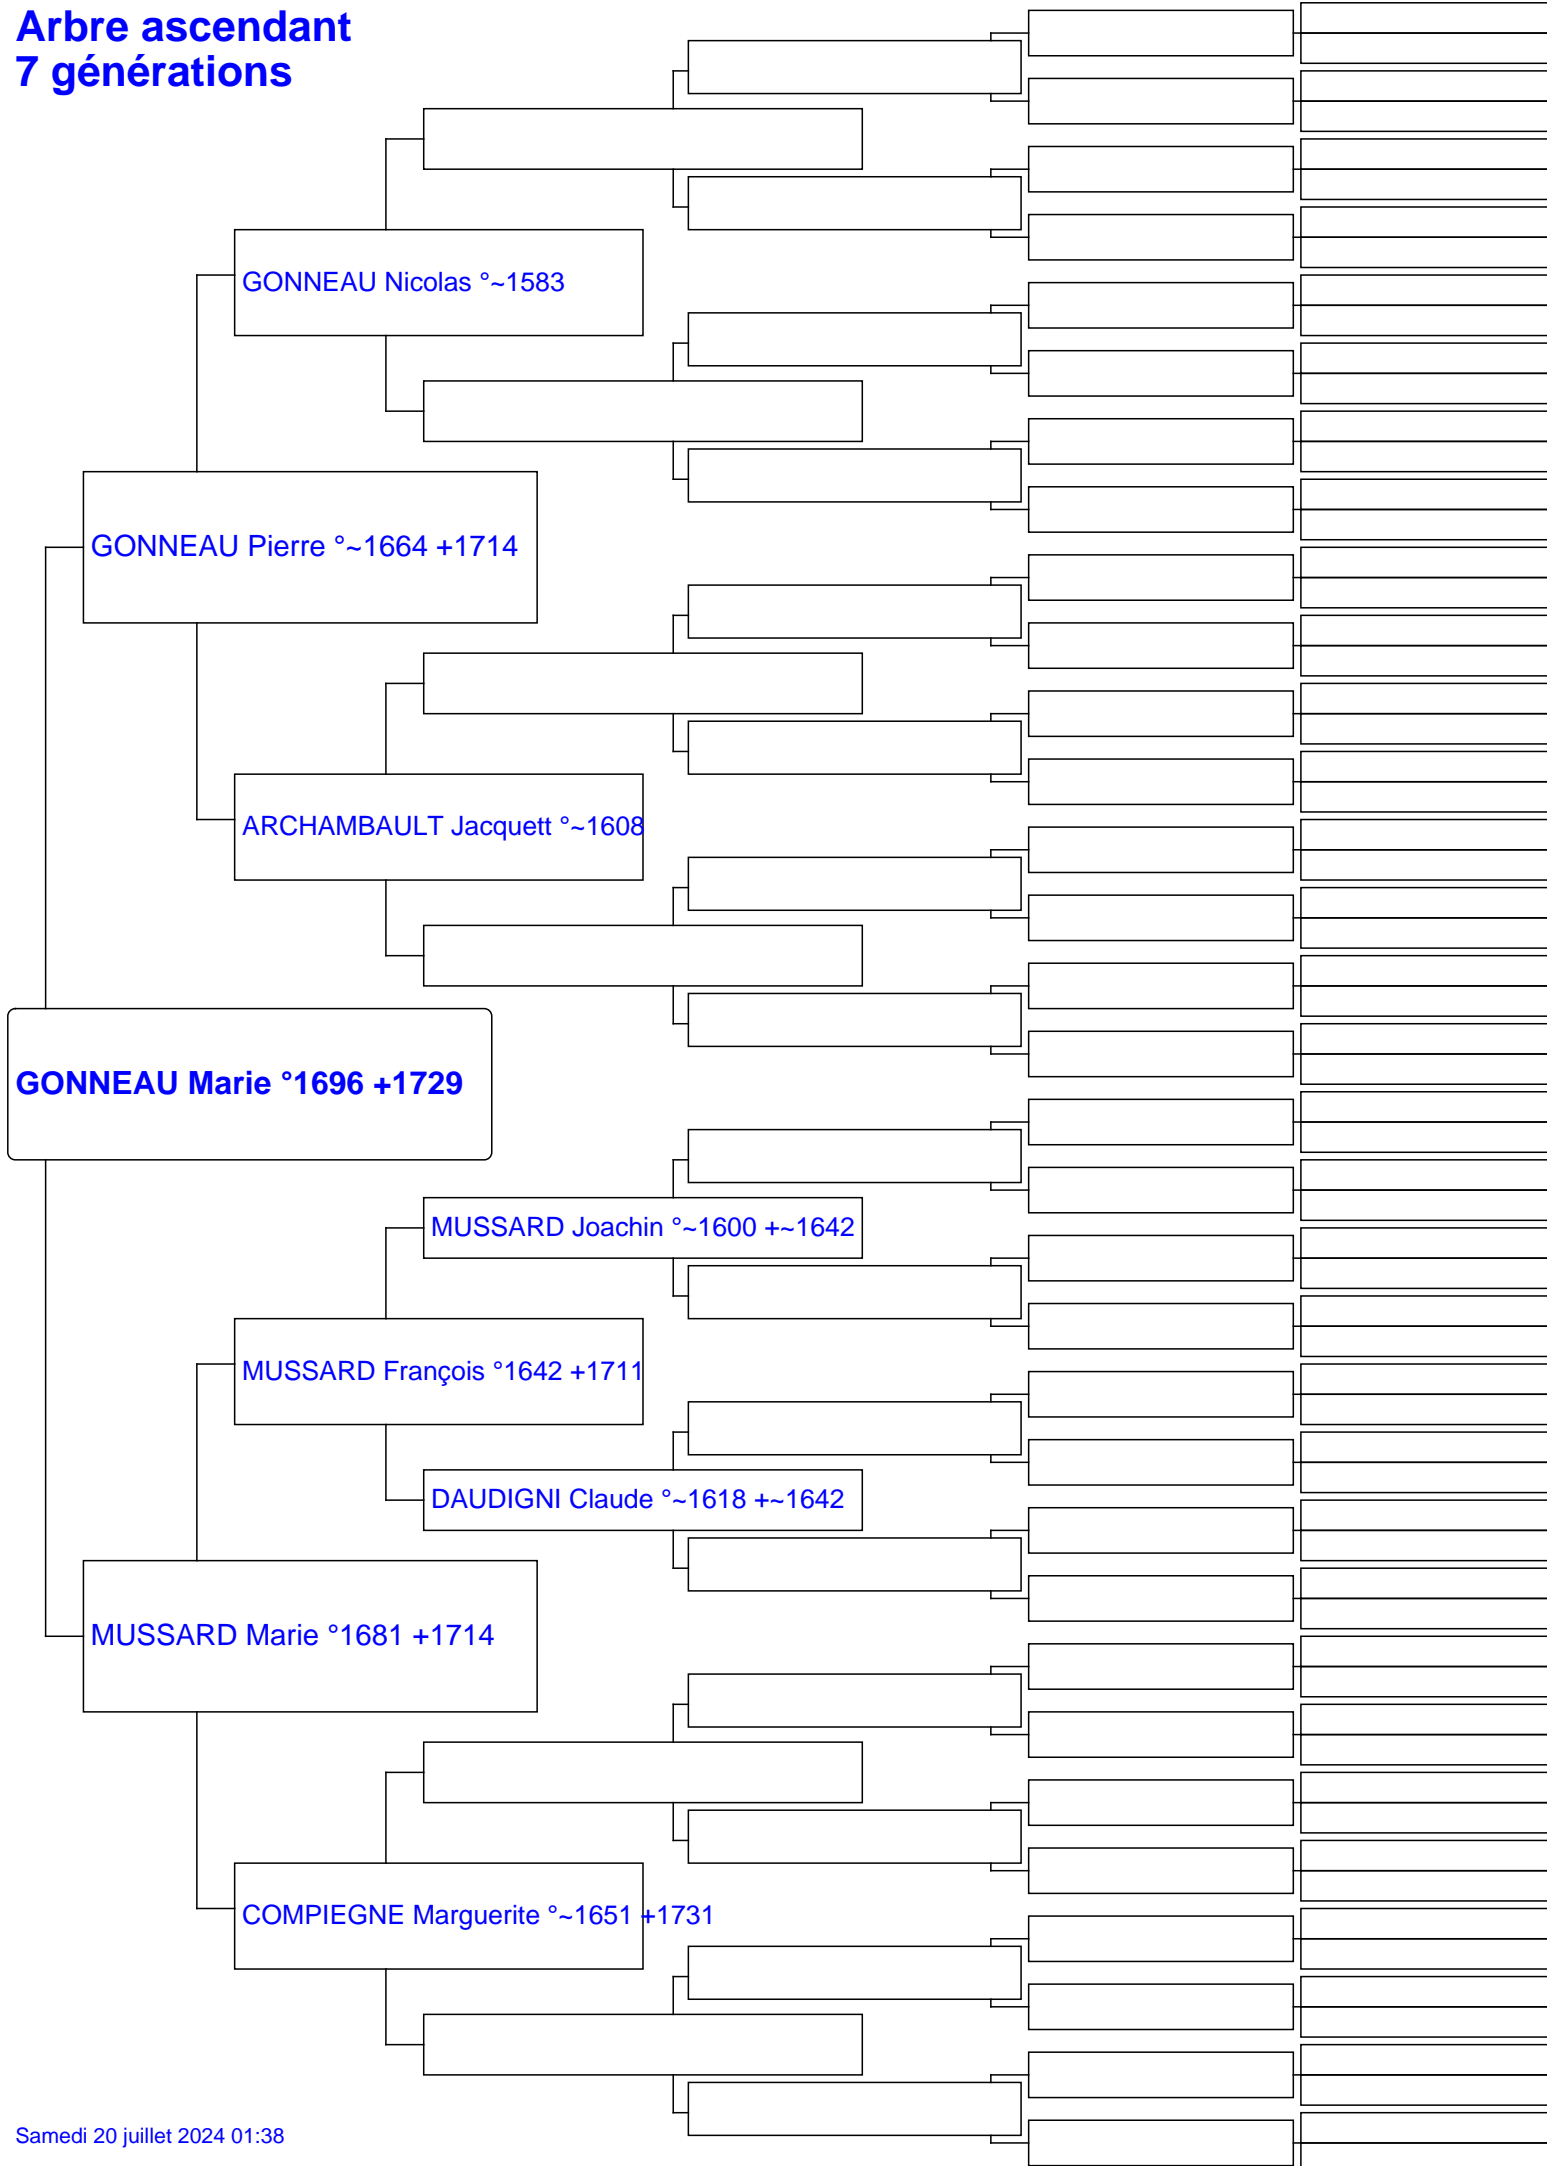 Arbre ascendant
7 générations
GONNEAU Nicolas °~1583
GONNEAU Pierre °~1664 +1714
ARCHAMBAULT Jacquett °~1608
GONNEAU Marie °1696 +1729
MUSSARD Joachin °~1600 +~1642
MUSSARD François °1642 +1711
DAUDIGNI Claude °~1618 +~1642
MUSSARD Marie °1681 +1714
COMPIEGNE Marguerite °~1651 +1731
Samedi 20 juillet 2024 01:38